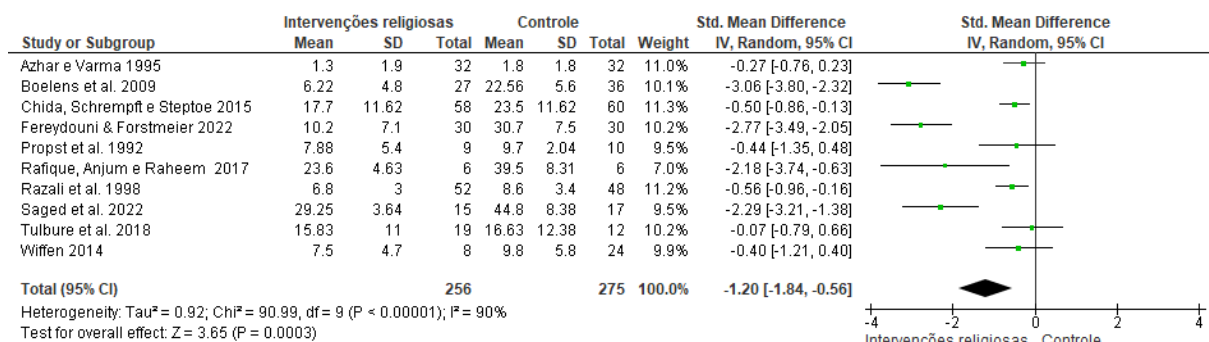 Intervenções religiosas Controle Std. Mean Difference Std. Mean Difference
Study or Subgroup Mean SD Total Mean SD Total Weight IV, Random, 95% CI IV, Random, 95% CI
Azhar e Varma 1995 1.3 1.9 32 1.8 1.8 32 11.0% -0.27 [-0.76, 0.23]
Boelens et al. 2009 6.22 4.8 27 22.56 5.6 36 10.1% -3.06 [-3.80, -2.32]
Chida, Schrempft e Steptoe 2015 17.7 11.62 58 23.5 11.62 60 11.3% -0.50 [-0.86, -0.13]
Fereydouni & Forstmeier 2022 10.2 7.1 30 30.7 7.5 30 10.2% -2.77 [-3.49, -2.05]
Propst et al. 1992 7.88 5.4 9 9.7 2.04 10 9.4% -0.44 [-1.35, 0.48]
Rafique, Anjum e Raheem 2017 23.6 4.63 6 39.5 8.31 6 7.0% -2.18 [-3.74, -0.63]
Razali et al. 1998 6.8 3 52 8.6 3.4 48 11.2% -0.56 [-0.96, -0.16]
Saged et al. 2022 29.25 3.64 15 44.8 8.38 17 9.5% -2.29 [-3.21, -1.38]
Tulbure et al. 2018 15.83 11 19 16.63 12.38 12 10.2% -0.07 [-0.79, 0.66]
Wiffen 2014 7.5 4.7 8 9.8 5.8 24 9.9% -0.40 [-1.21, 0.40]
Total (95% CI) 256 275 100.0% -1.20 [-1.84, -0.56]
Heterogeneity: Tau² = 0.92; Chi² = 90.99, df = 9 (P < 0.00001); I² = 90%
Test for overall effect: Z = 3.65 (P = 0.0003)
-4 -2 0 2 4
Intervenções religiosas Controle